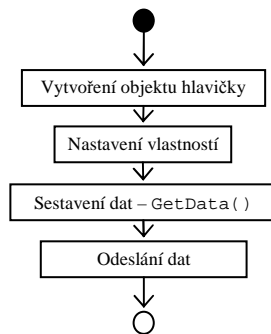 Vytvoření objektu hlavičky
Nastavení vlastností
Sestavení dat – GetData()
Odeslání dat